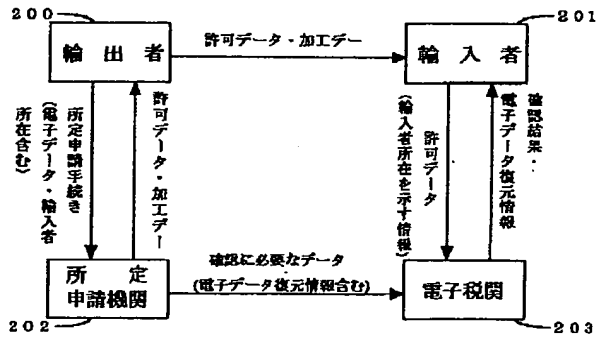 200
201
輸出者
許可データ・加工デー
輸入者
所定申請手続き
(電子データ・輸入者
所在含む)
許可データ・加工デー
許可データ
(輸入者所在を示す情報)
確認結果・
電子データ復元情報
所定
申請機関
確認に必要なデータ
(電子データ復元情報含む)
電子税関
202
203